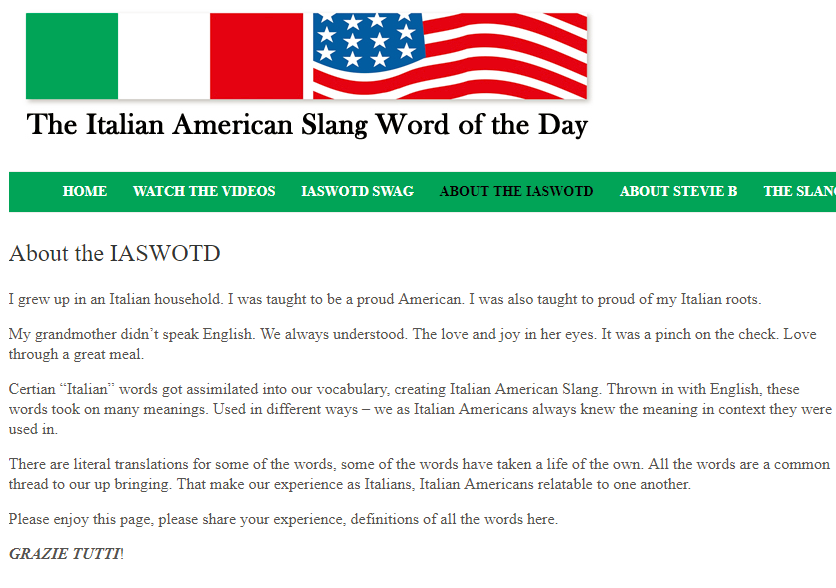 The Italian American Slang Word of the Day
HOME WATCH THE VIDEOS IASWOTD SWAG ABOUT THE IASWOTD ABOUT STEVIE B THE SLANG
About the IASWOTD
I grew up in an Italian household. I was taught to be a proud American. I was also taught to proud of my Italian roots.
My grandmother didn’t speak English. We always understood. The love and joy in her eyes. It was a pinch on the check. Love
through a great meal.
Certian “Italian” words got assimilated into our vocabulary, creating Italian American Slang. Thrown in with English, these
words took on many meanings. Used in different ways – we as Italian Americans always knew the meaning in context they were
used in.
There are literal translations for some of the words, some of the words have taken a life of the own. All the words are a common
thread to our up bringing. That make our experience as Italians, Italian Americans relatable to one another.
Please enjoy this page, please share your experience, definitions of all the words here.
GRAZIE TUTTI!